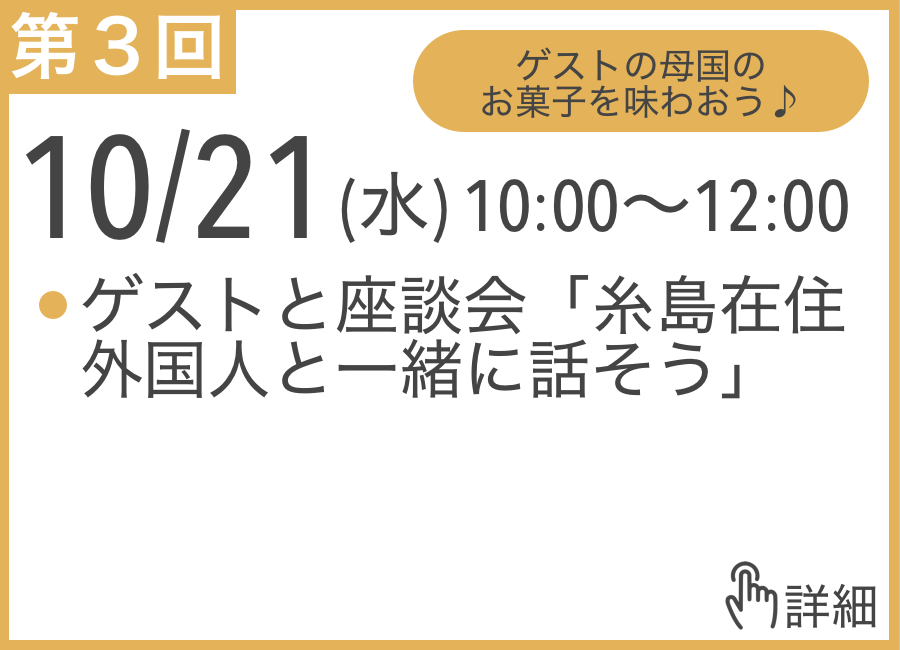 第３回
ゲストの母国の
お菓子を味わおう♪
10/21(水)10:00〜12:00
●ゲストと座談会「糸島在住
外国人と一緒に話そう」
詳細